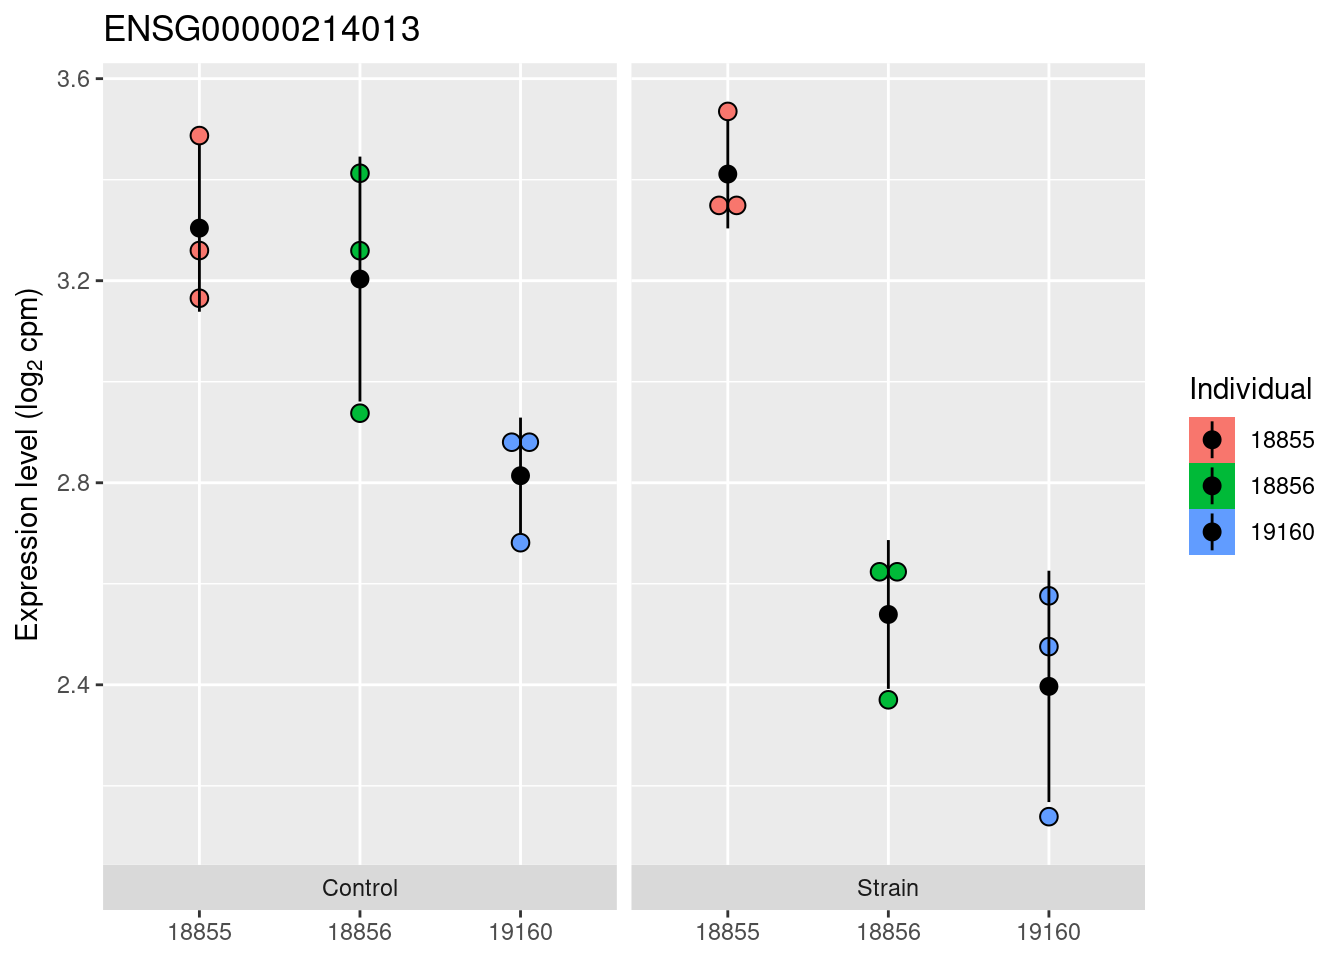 ENSG00000214013
Expression level (log₂ cpm)
3.6
3.2
2.8
2.4
Control
Strain
18855
18856
19160
18855
18856
19160
Individual
18855
18856
19160